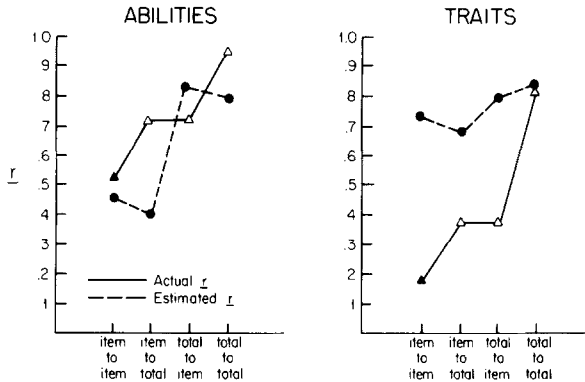 ABILITIES
1.0
.9
.8
.7
.6
.5
.4
.3
.2
.1
r
Actual r
Estimated r
item to item
item to total
total to item
total to total
TRAITS
1.0
.9
.8
.7
.6
.5
.4
.3
.2
.1
item to item
item to total
total to item
total to total